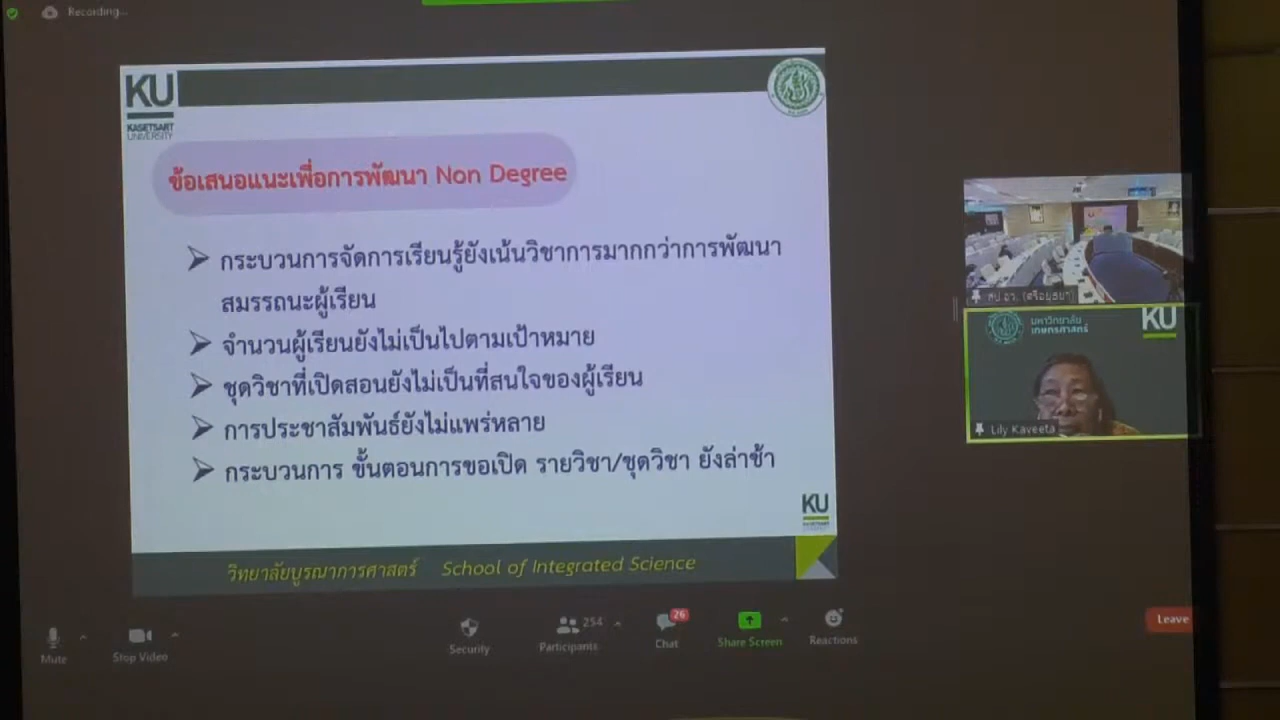 Recording...
KU
KASETSART
UNIVERSITY
ข้อเสนอแนะเพื่อการพัฒนา Non Degree
กระบวนการจัดการเรียนรู้ยังเน้นวิชาการมากกว่าการพัฒนา
สมรรถนะผู้เรียน
จำนวนผู้เรียนยังไม่เป็นไปตามเป้าหมาย
ชุดวิชาที่เปิดสอนยังไม่เป็นที่สนใจของผู้เรียน
การประชาสัมพันธ์ยังไม่แพร่หลาย
กระบวนการ ขั้นตอนการขอเปิด รายวิชา/ชุดวิชา ยังล่าช้า
KU
วิทยาลัยบูรณาการศาสตร์ School of Integrated Science
สป.อว. (ศรีอยุธยา)
มหาวิทยาลัย
เกษตรศาสตร์
KU
Lily Kaveeta
Mute
Stop Video
Security
254
Participants
26
Chat
Share Screen
Reactions
Leave